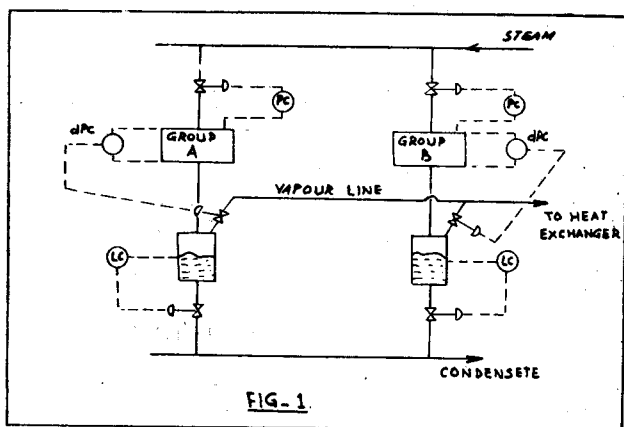 STEAM
PC
PC
dPC
GROUP
A
GROUP
B
dPC
VAPOUR LINE
TO HEAT
EXCHANGER
LC
LC
CONDENSETE
FIG-1